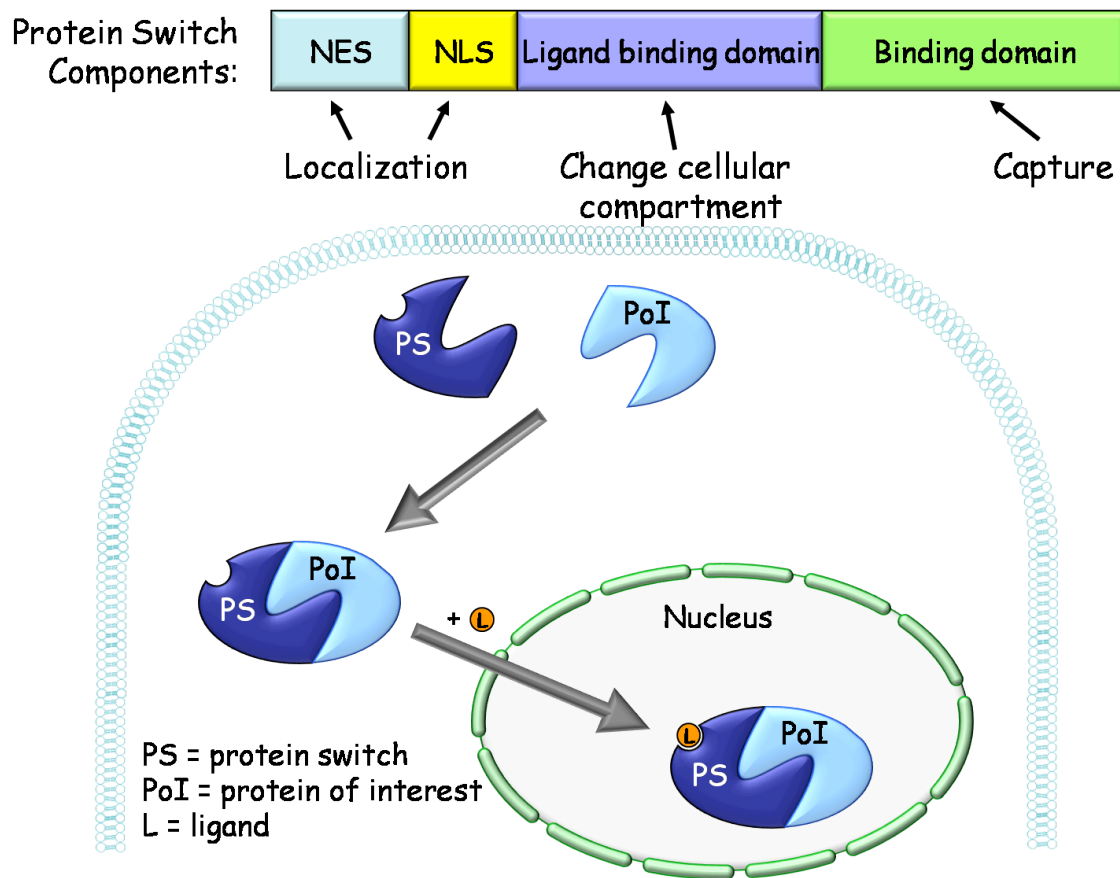 Protein Switch
Components:
NES
NLS
Ligand binding domain
Binding domain
Localization
Change cellular
compartment
Capture
PS
PoI
PoI
PS
+ L
Nucleus
L
PoI
PS
PS = protein switch
PoI = protein of interest
L = ligand